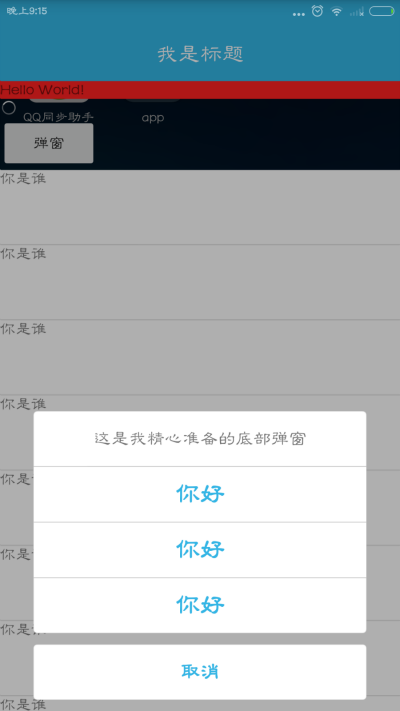 晚上9:15
我是标题
Hello World!
QQ同步助手 app
弹窗
你是谁
你是谁
你是谁
你是谁
这是我精心准备的底部弹窗
你是
你好
你是
你好
你是
你好
你是谁
取消
你是谁